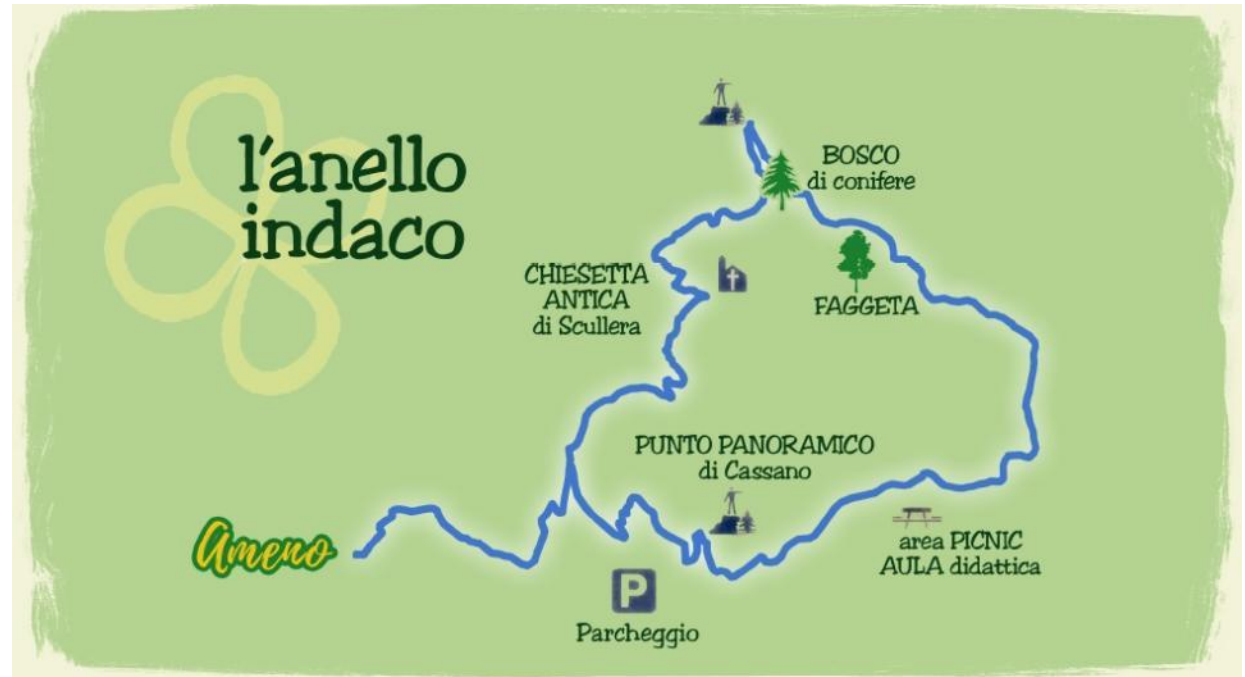 l'anello
indaco
BOSCO
di conifere
CHIESETTA
ANTICA
di Scullera
FAGGETA
PUNTO PANORAMICO
di Cassano
Ameno
area PICNIC
AULA didattica
P
Parcheggio